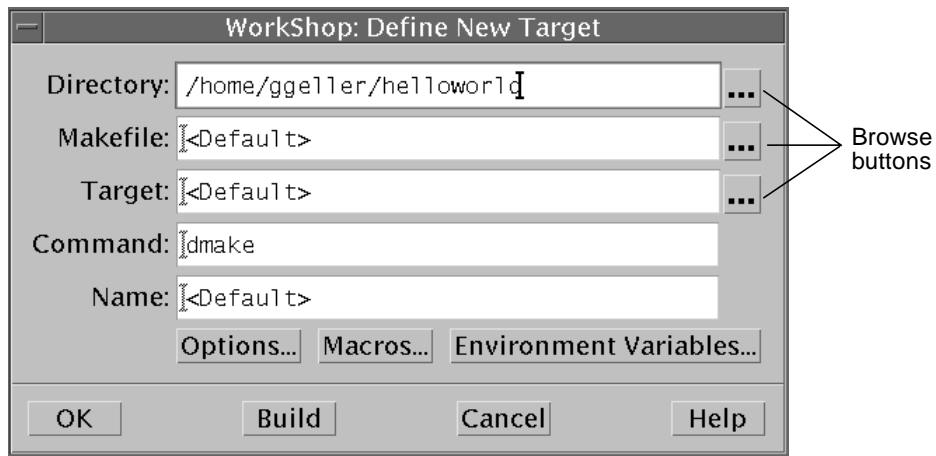 WorkShop: Define New Target
Directory: /home/ggeller/helloworld ...
Makefile: <Default> ...
Target: <Default> ...
Command: dmake
Name: <Default>
Options... Macros... Environment Variables...
OK Build Cancel Help
Browse
buttons